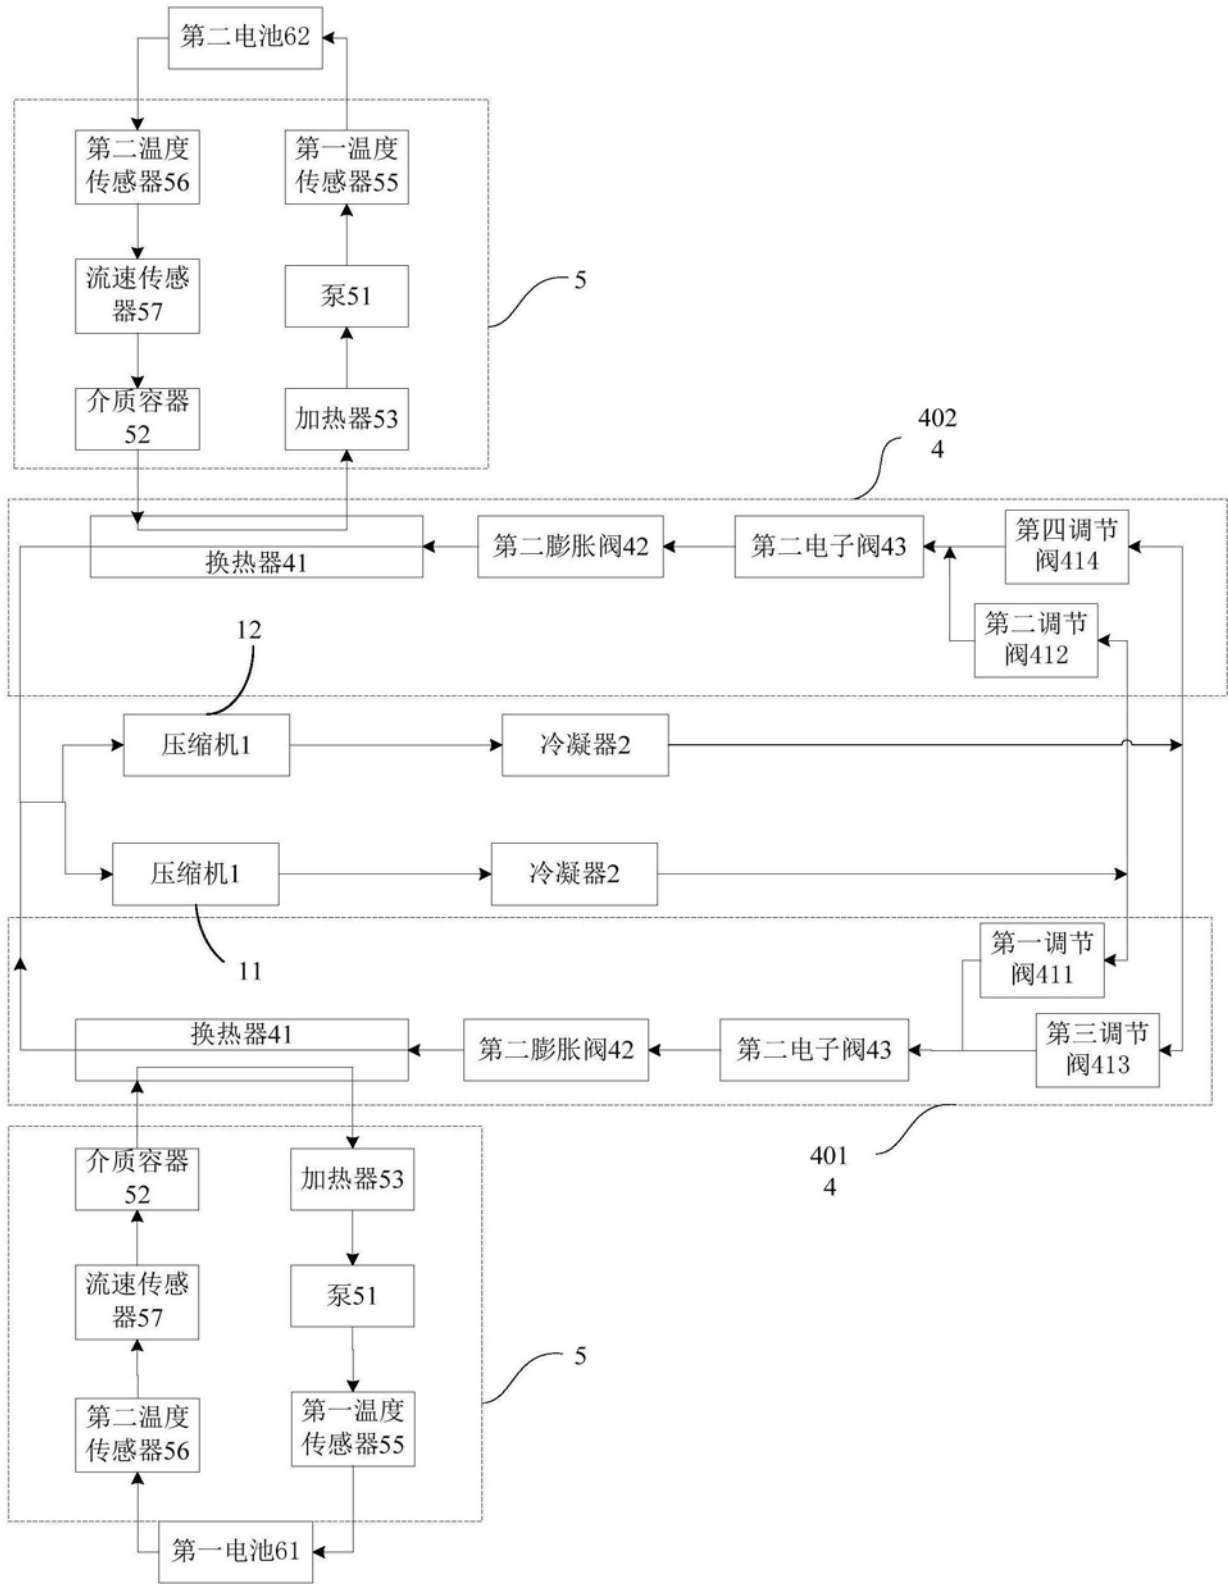 第二电池62
第二温度
传感器56
第一温度
传感器55
流速传感
器57
泵51
5
介质容器
52
加热器53
402
4
换热器41
第二膨胀阀42
第二电子阀43
第四调节
阀414
第二调节
阀412
12
压缩机1
冷凝器2
压缩机1
冷凝器2
11
第一调节
阀411
换热器41
第二膨胀阀42
第二电子阀43
第三调节
阀413
401
4
介质容器
52
加热器53
流速传感
器57
泵51
5
第二温度
传感器56
第一温度
传感器55
第一电池61